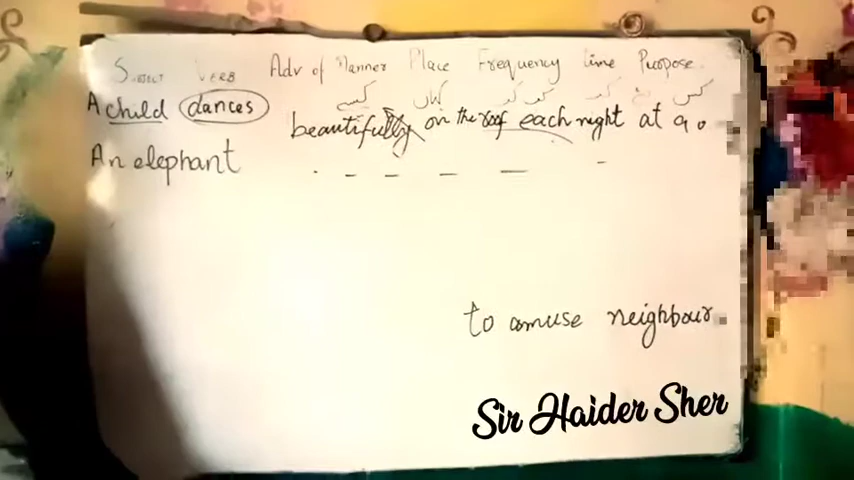 Subject Verb Adv of Manner Place Frequency time Purpose
کیسے کہاں
A child dances beautifully on the roof each night at 9 o
An elephant . _ _ _ _ _
to amuse neighbour.
Sir Haider Sher